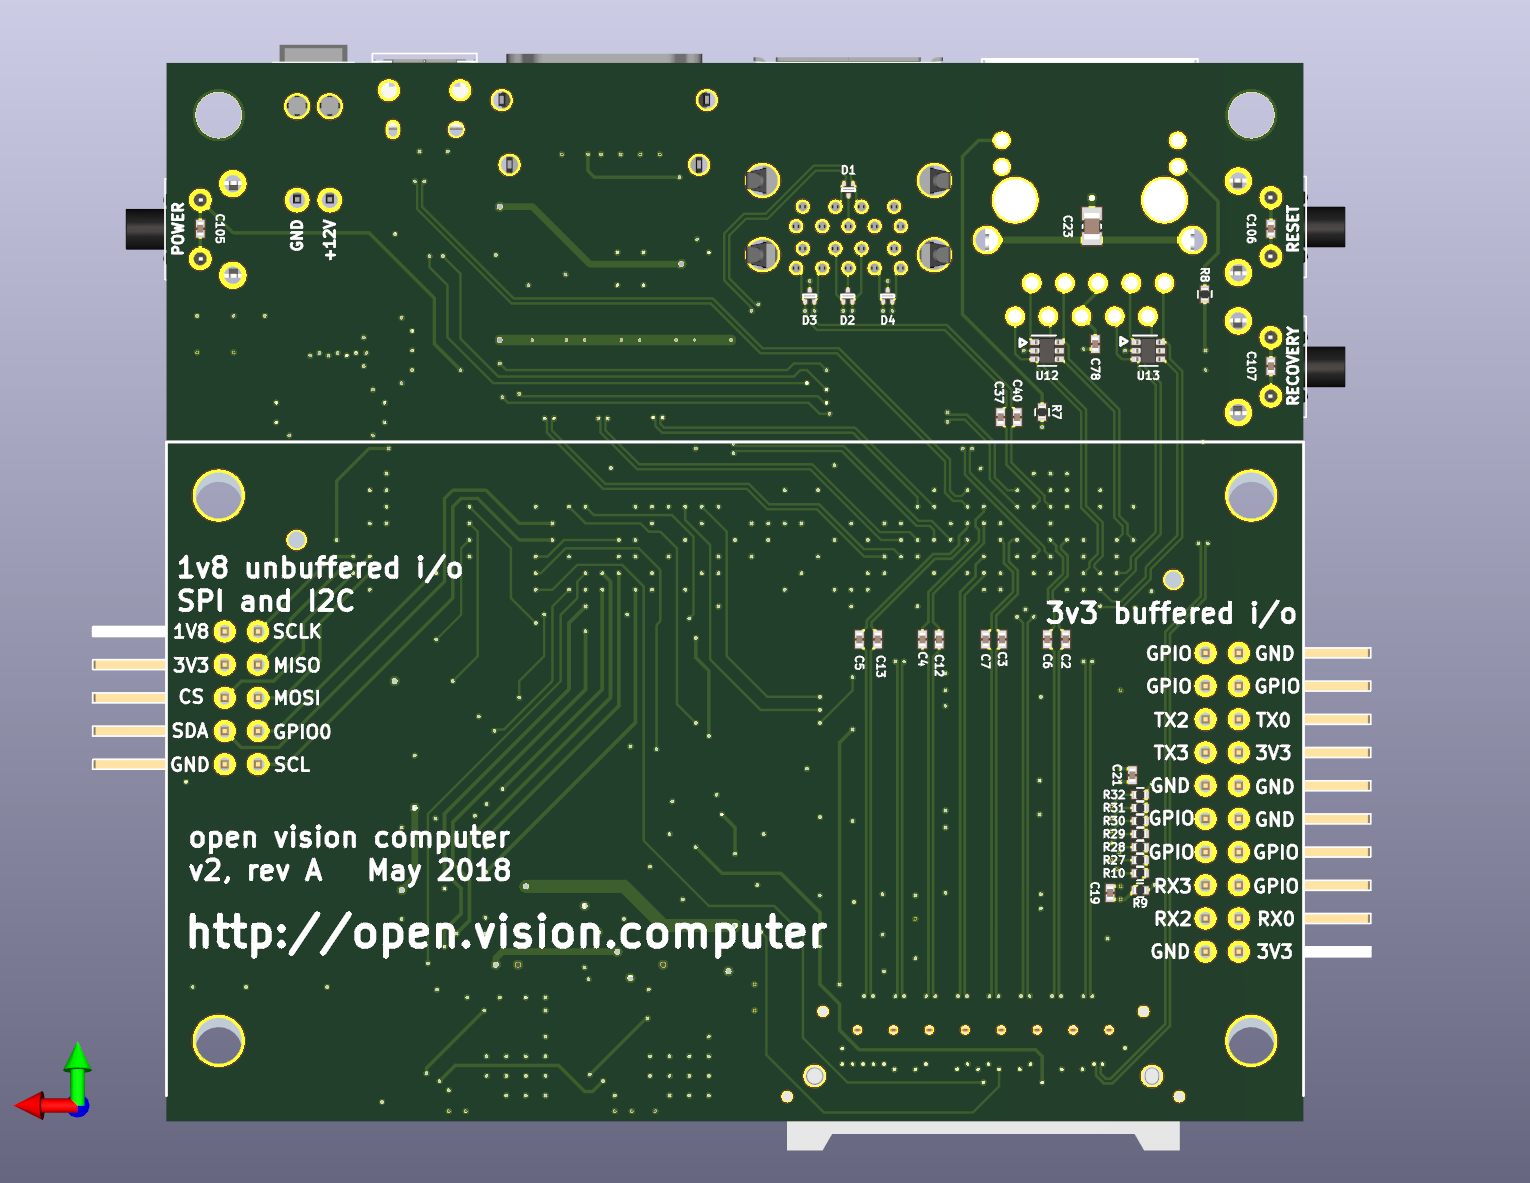 POWER
C105
GND
+12V
D1
C23
C106
RESET
R8
D3
D2
D4
RECOVERY
C107
U12
C78
U13
C37
C40
R7
1v8 unbuffered i/o
SPI and I2C
1V8 SCLK
3V3 MISO
CS MOSI
SDA GPIO0
GND SCL
3v3 buffered i/o
GPIO GND
GPIO GPIO
TX2 TX0
TX3 3V3
GND GND
GPIO GND
GPIO GPIO
RX3 GPIO
RX2 RX0
GND 3V3
C5
C13
C4
C12
C7
C3
C6
C2
C21
R32
R31
R30
R29
R28
R27
R10
C19
R9
open vision computer
v2, rev A May 2018
http://open.vision.computer